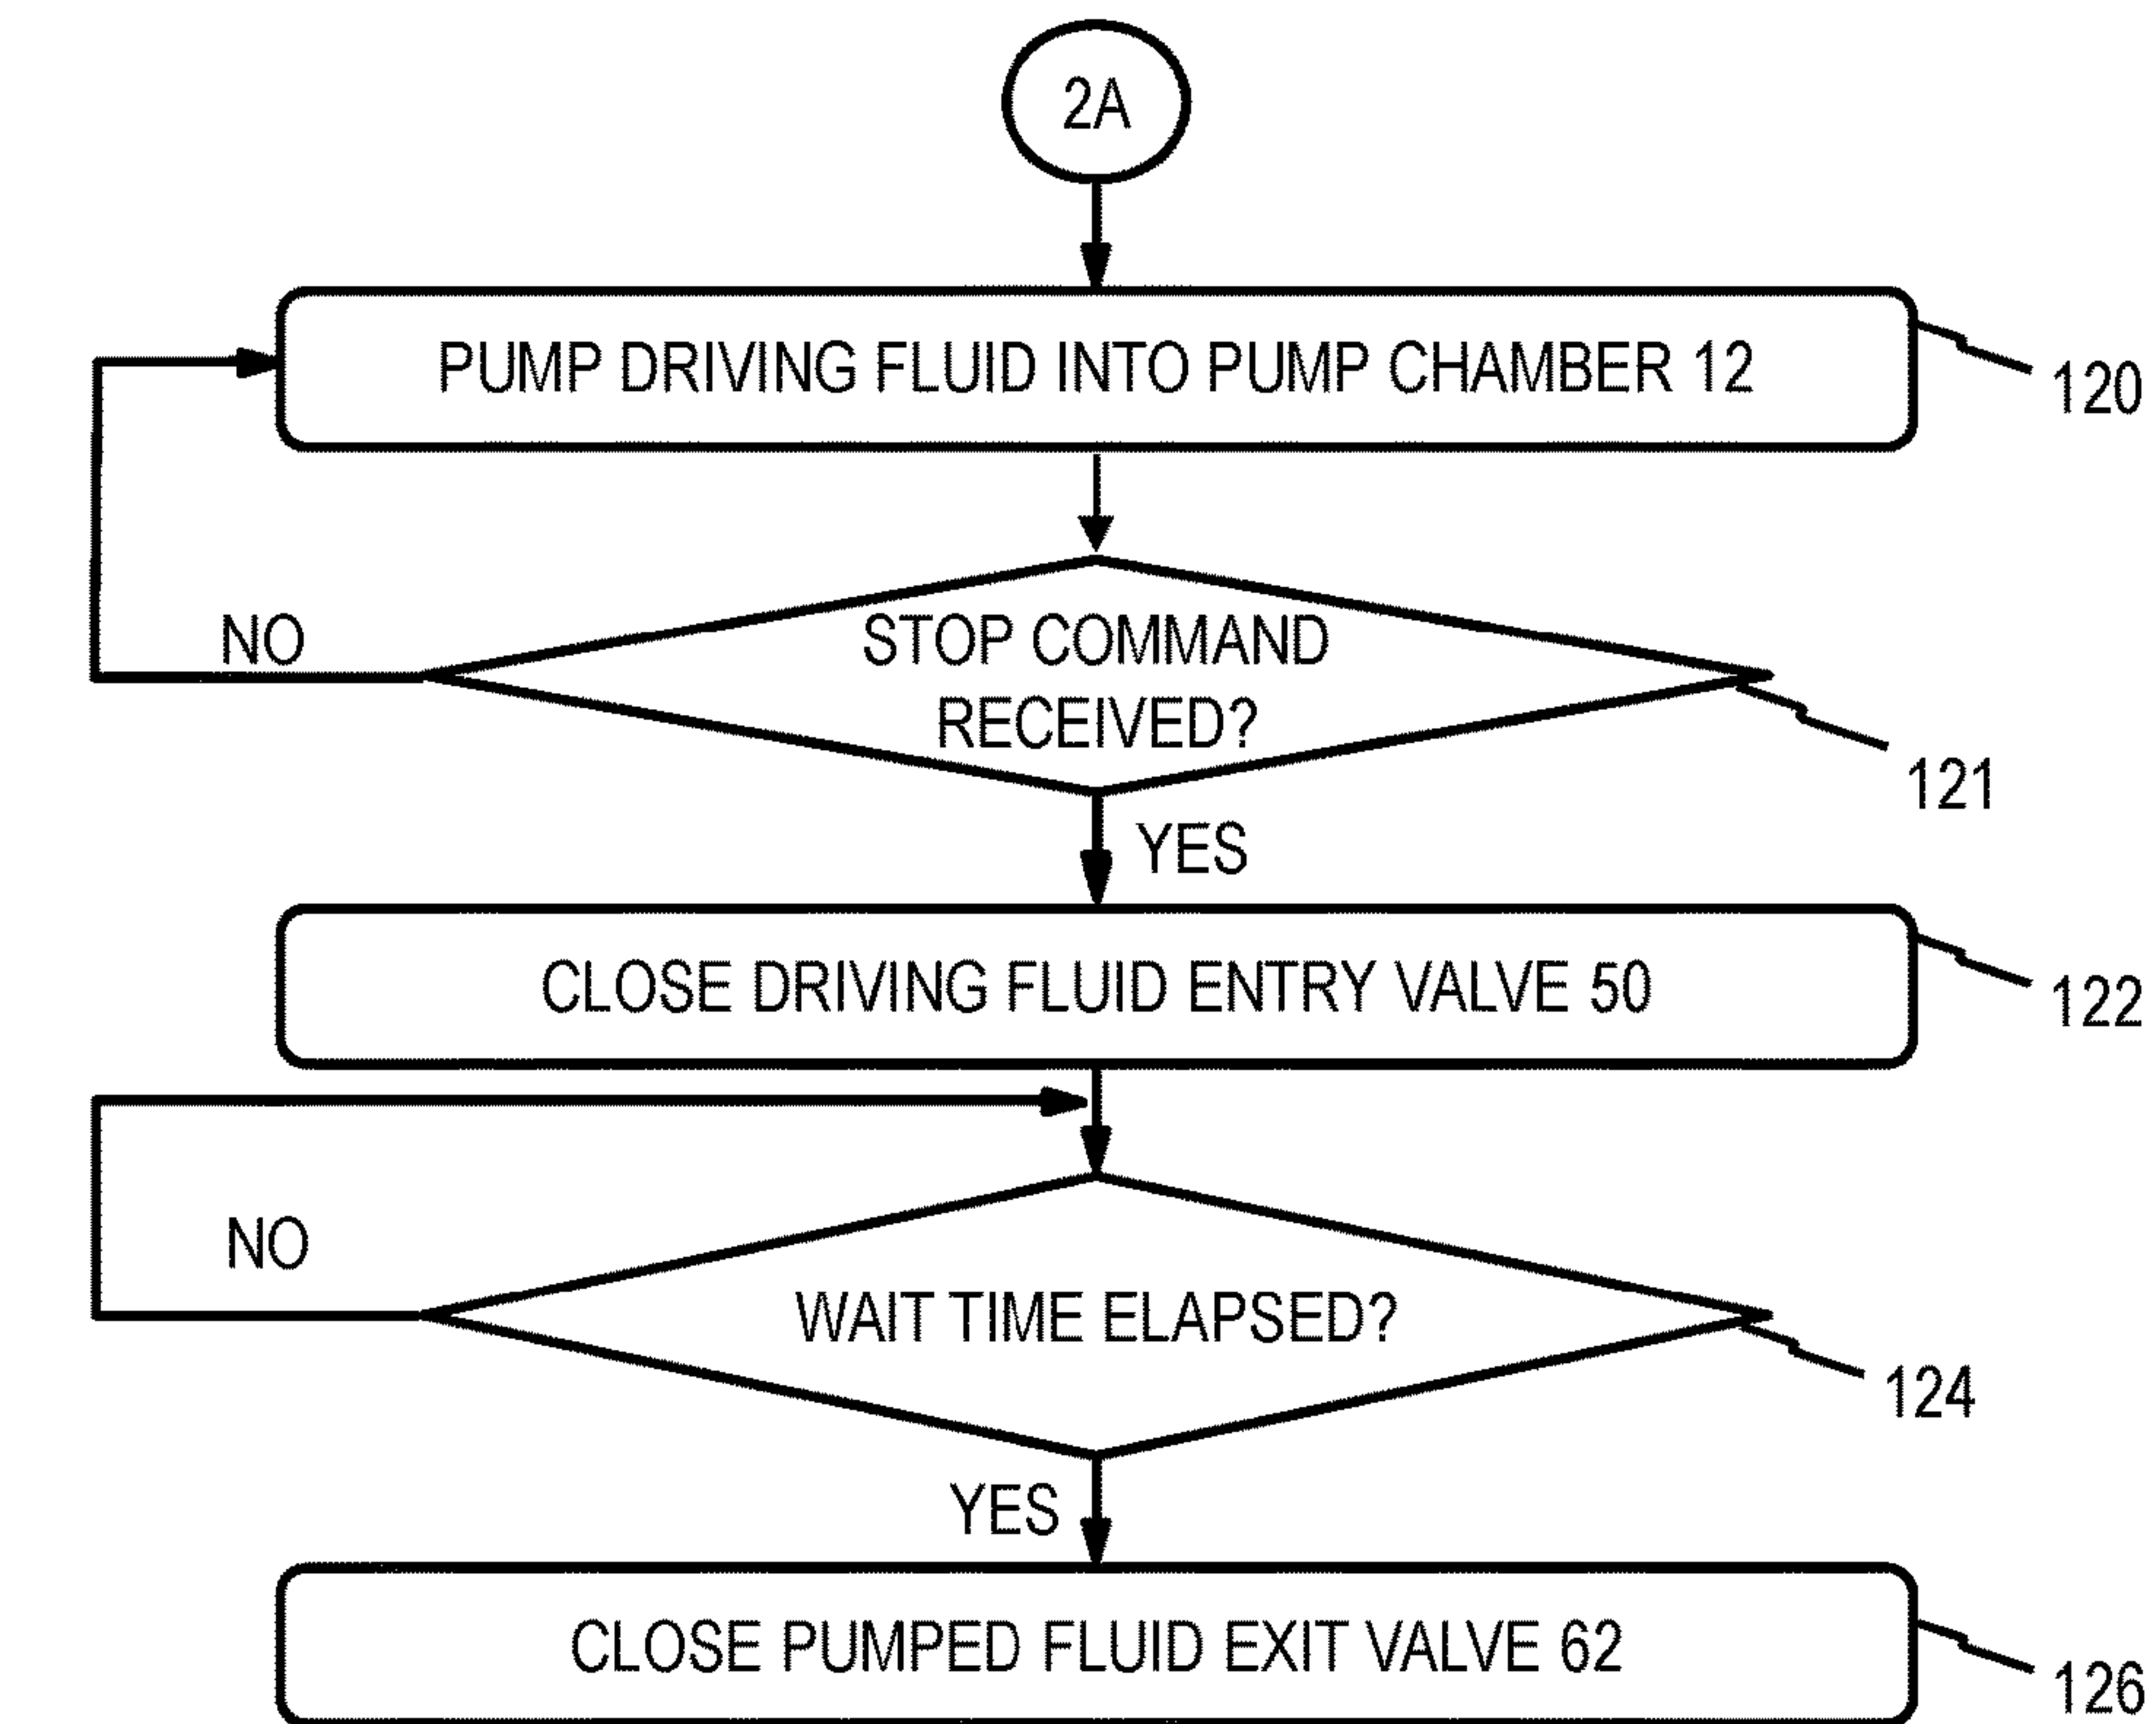 2A
PUMP DRIVING FLUID INTO PUMP CHAMBER 12
120
NO
STOP COMMAND
RECEIVED?
121
YES
CLOSE DRIVING FLUID ENTRY VALVE 50
122
NO
WAIT TIME ELAPSED?
124
YES
CLOSE PUMPED FLUID EXIT VALVE 62
126